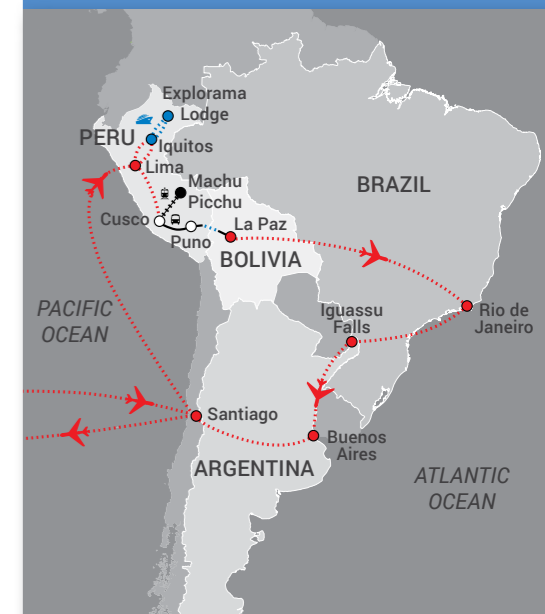 Explorama
Lodge
PERU
Iquitos
Lima
Machu
Picchu
BRAZIL
Cusco
La Paz
Puno
BOLIVIA
PACIFIC
OCEAN
Iguassu
Falls
Rio de
Janeiro
Santiago
Buenos
Aires
ARGENTINA
ATLANTIC
OCEAN